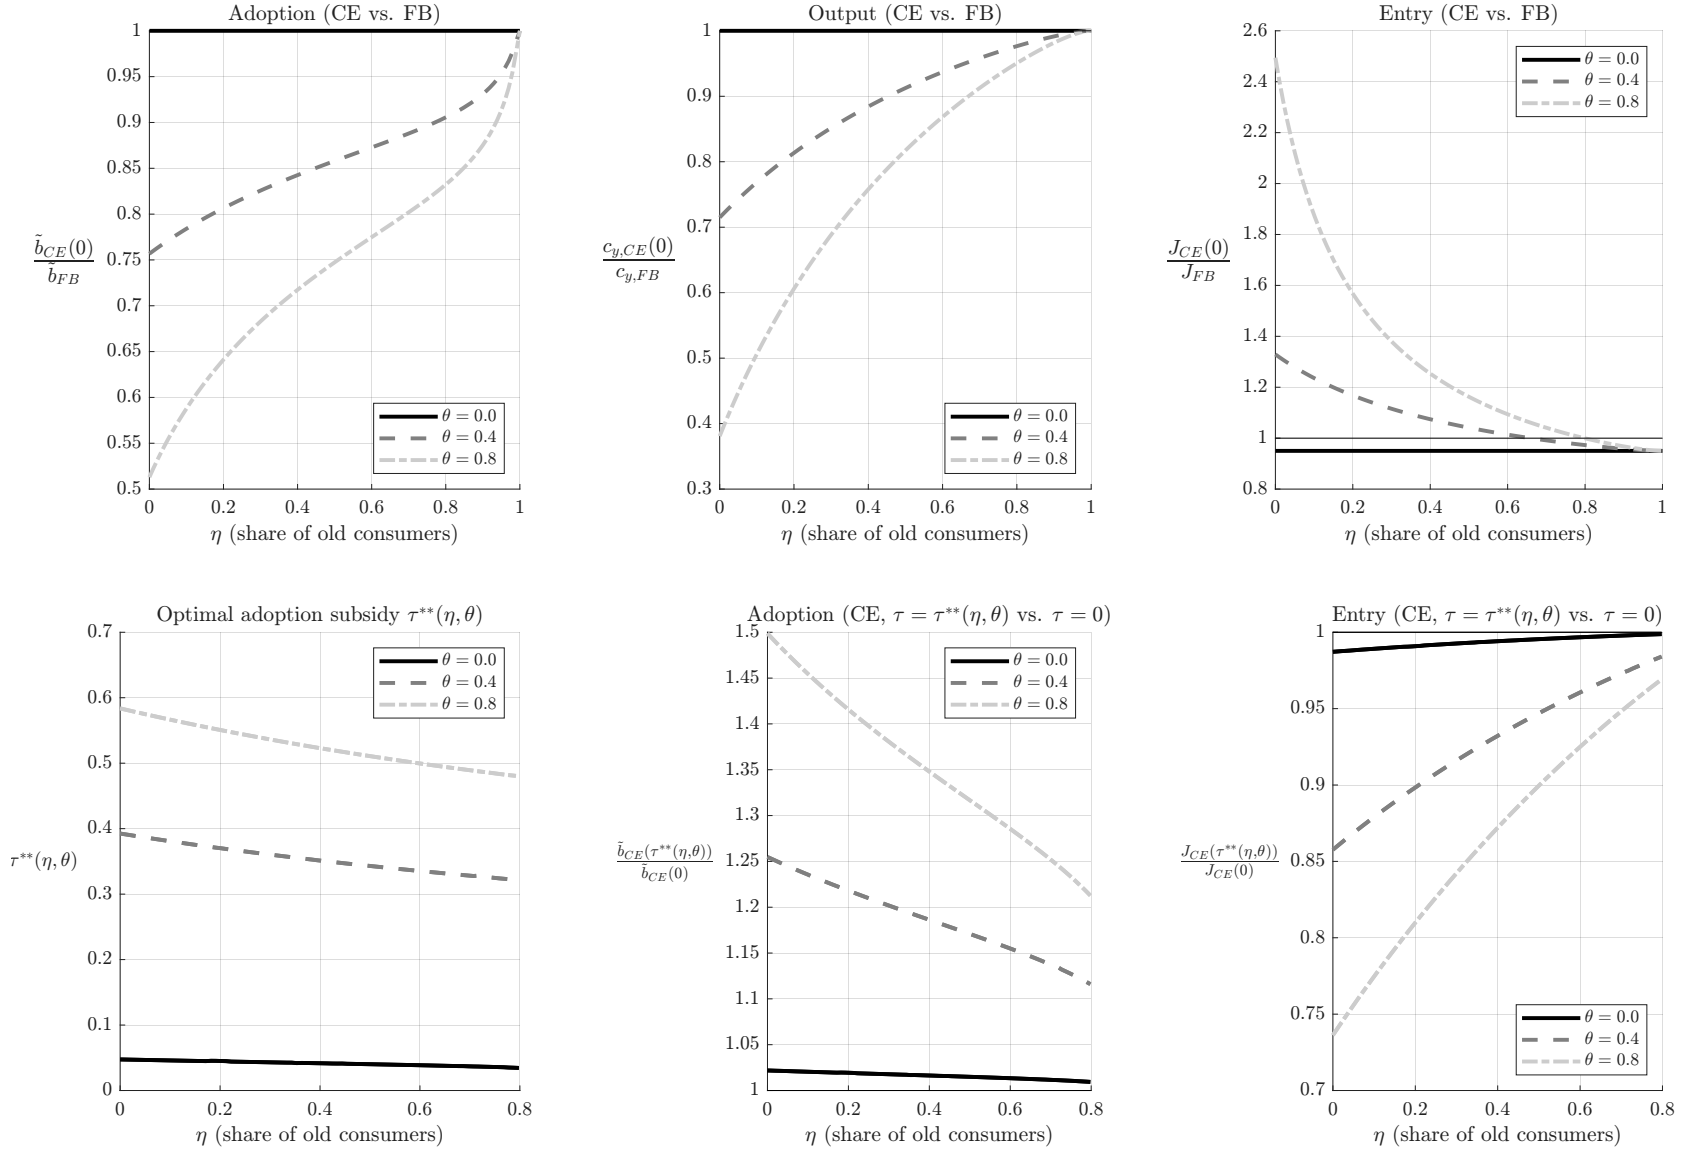 Adoption (CE vs. FB)
1
0.95
0.9
0.85
0.8
0.75
0.7
0.65
0.6
0.55
0.5
b̃_CE(0)
b̃_FB
θ = 0.0
θ = 0.4
θ = 0.8
0 0.2 0.4 0.6 0.8 1
η (share of old consumers)
Output (CE vs. FB)
1
0.9
0.8
0.7
0.6
0.5
0.4
0.3
c_{y,CE}(0)
c_{y,FB}
θ = 0.0
θ = 0.4
θ = 0.8
0 0.2 0.4 0.6 0.8 1
η (share of old consumers)
Entry (CE vs. FB)
2.6
2.4
2.2
2
1.8
1.6
1.4
1.2
1
0.8
J_CE(0)
J_FB
θ = 0.0
θ = 0.4
θ = 0.8
0 0.2 0.4 0.6 0.8 1
η (share of old consumers)
Optimal adoption subsidy τ**(η, θ)
0.7
0.6
0.5
0.4
0.3
0.2
0.1
0
τ**(η, θ)
θ = 0.0
θ = 0.4
θ = 0.8
0 0.2 0.4 0.6 0.8
η (share of old consumers)
Adoption (CE, τ = τ**(η, θ) vs. τ = 0)
1.5
1.45
1.4
1.35
1.3
1.25
1.2
1.15
1.1
1.05
1
b̃_CE(τ**(η,θ))
b̃_CE(0)
θ = 0.0
θ = 0.4
θ = 0.8
0 0.2 0.4 0.6 0.8
η (share of old consumers)
Entry (CE, τ = τ**(η, θ) vs. τ = 0)
1
0.95
0.9
0.85
0.8
0.75
0.7
J_CE(τ**(η,θ))
J_CE(0)
θ = 0.0
θ = 0.4
θ = 0.8
0 0.2 0.4 0.6 0.8
η (share of old consumers)